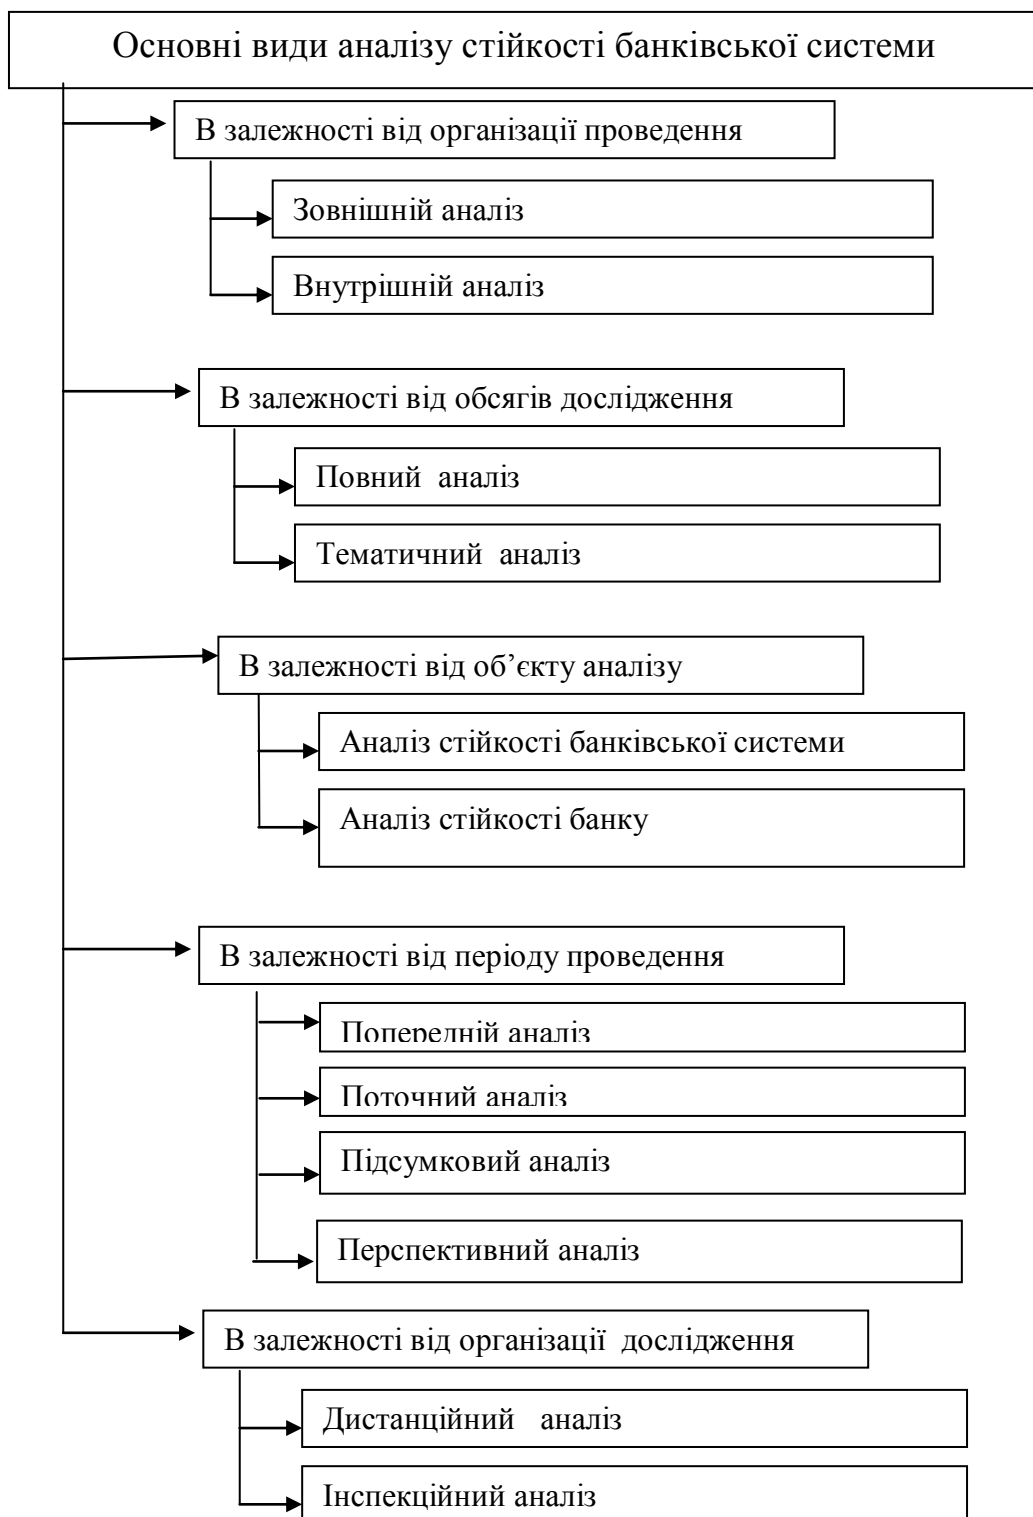 Основні види аналізу стійкості банківської системи
В залежності від організації проведення
Зовнішній аналіз
Внутрішній аналіз
В залежності від обсягів дослідження
Повний аналіз
Тематичний аналіз
В залежності від об’єкту аналізу
Аналіз стійкості банківської системи
Аналіз стійкості банку
В залежності від періоду проведення
Попередній аналіз
Поточний аналіз
Підсумковий аналіз
Перспективний аналіз
В залежності від організації дослідження
Дистанційний аналіз
Інспекційний аналіз